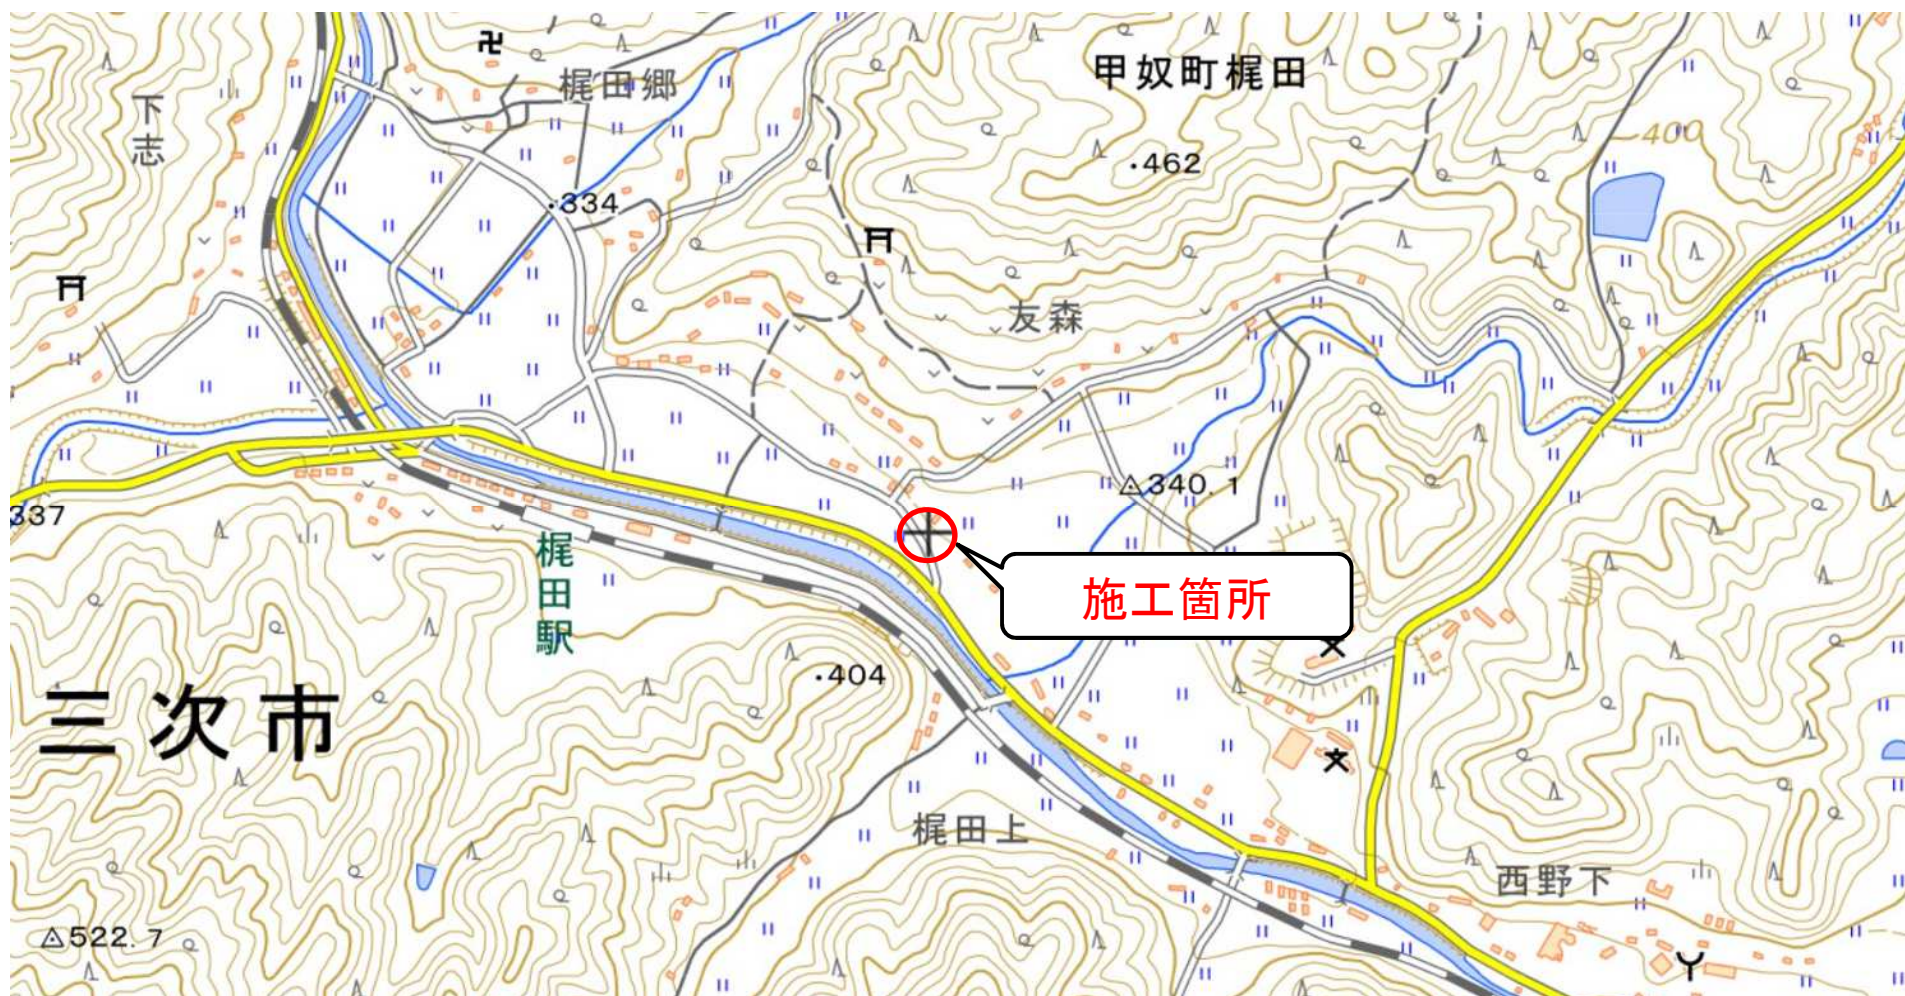 下志
梶田郷
甲奴町梶田
400
・462
・334
友森
340.1
337
梶田駅
施工箇所
・404
三次市
梶田上
西野下
522.7